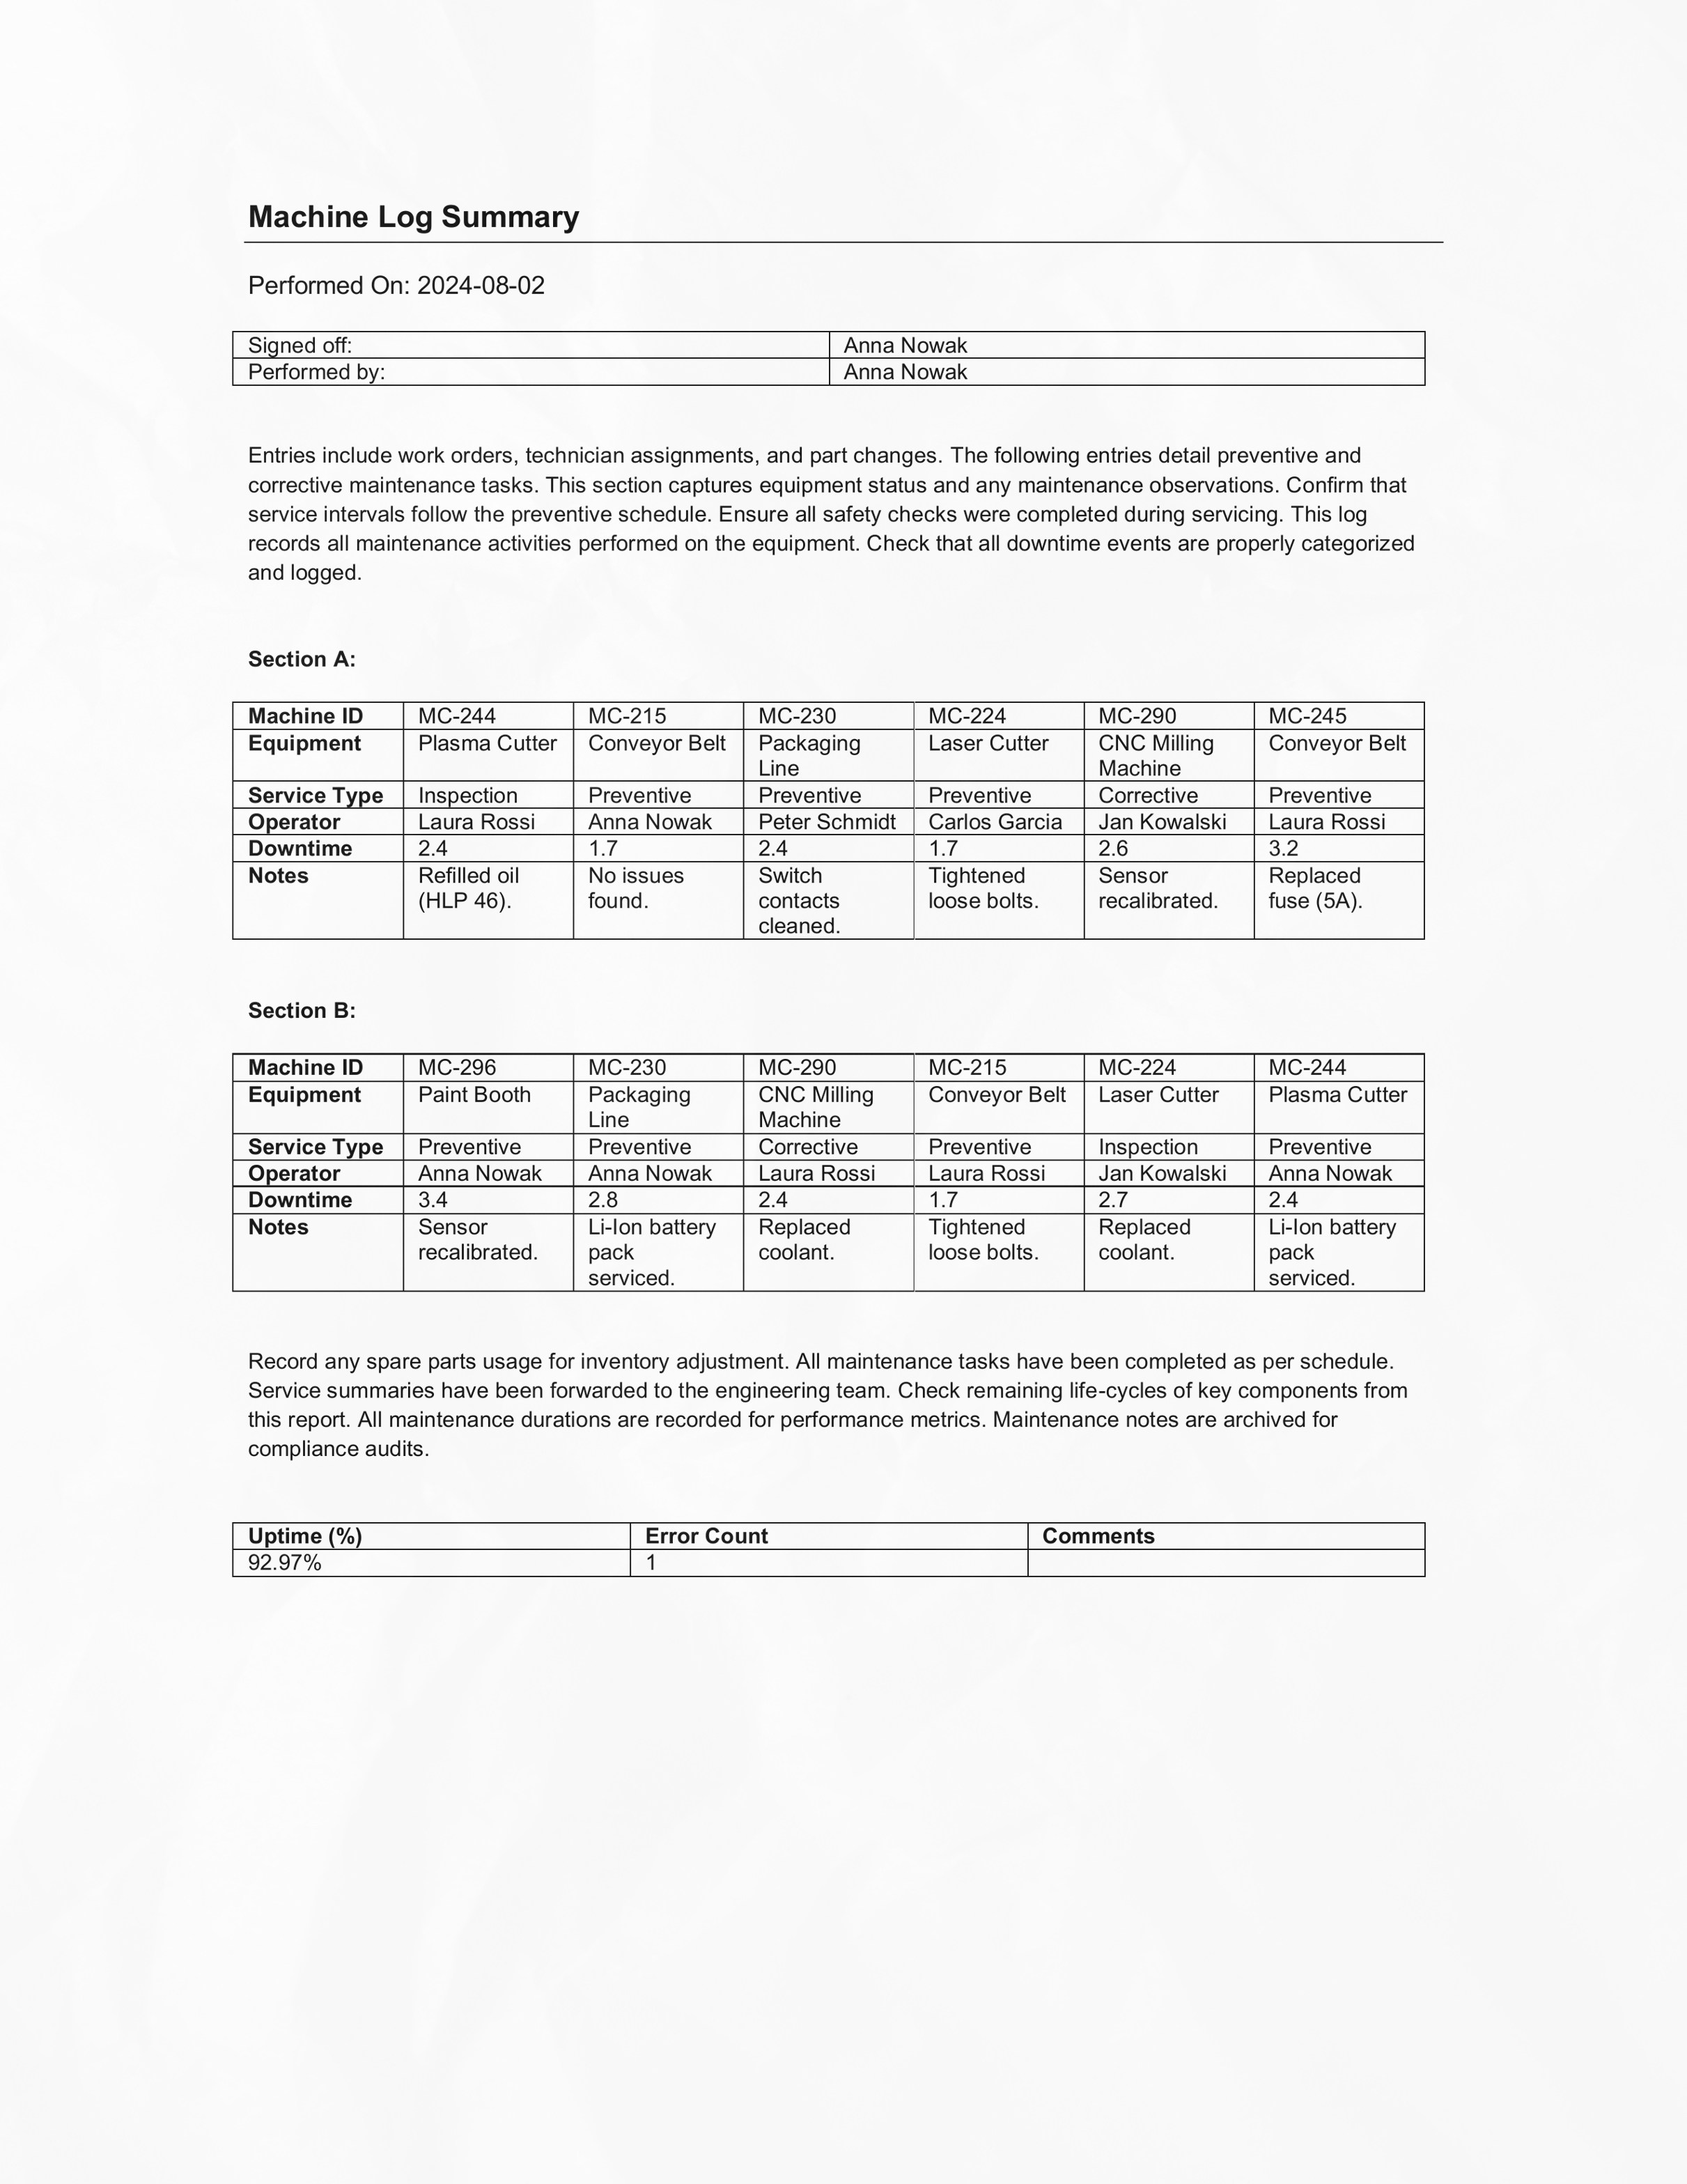 Machine Log Summary
Performed On: 2024-08-02
Signed off: Anna Nowak
Performed by: Anna Nowak
Entries include work orders, technician assignments, and part changes. The following entries detail preventive and
corrective maintenance tasks. This section captures equipment status and any maintenance observations. Confirm that
service intervals follow the preventive schedule. Ensure all safety checks were completed during servicing. This log
records all maintenance activities performed on the equipment. Check that all downtime events are properly categorized
and logged.
Section A:
Machine ID MC-244 MC-215 MC-230 MC-224 MC-290 MC-245
Equipment Plasma Cutter Conveyor Belt Packaging Laser Cutter CNC Milling Conveyor Belt
Line Machine
Service Type Inspection Preventive Preventive Preventive Corrective Preventive
Operator Laura Rossi Anna Nowak Peter Schmidt Carlos Garcia Jan Kowalski Laura Rossi
Downtime 2.4 1.7 2.4 1.7 2.6 3.2
Notes Refilled oil No issues Switch Tightened Sensor Replaced
(HLP 46). found. contacts loose bolts. recalibrated. fuse (5A).
cleaned.
Section B:
Machine ID MC-296 MC-230 MC-290 MC-215 MC-224 MC-244
Equipment Paint Booth Packaging CNC Milling Conveyor Belt Laser Cutter Plasma Cutter
Line Machine
Service Type Preventive Preventive Corrective Preventive Inspection Preventive
Operator Anna Nowak Anna Nowak Laura Rossi Laura Rossi Jan Kowalski Anna Nowak
Downtime 3.4 2.8 2.4 1.7 2.7 2.4
Notes Sensor Li-Ion battery Replaced Tightened Replaced Li-Ion battery
recalibrated. pack coolant. loose bolts. coolant. pack
serviced. serviced.
Record any spare parts usage for inventory adjustment. All maintenance tasks have been completed as per schedule.
Service summaries have been forwarded to the engineering team. Check remaining life-cycles of key components from
this report. All maintenance durations are recorded for performance metrics. Maintenance notes are archived for
compliance audits.
Uptime (%) Error Count Comments
92.97% 1